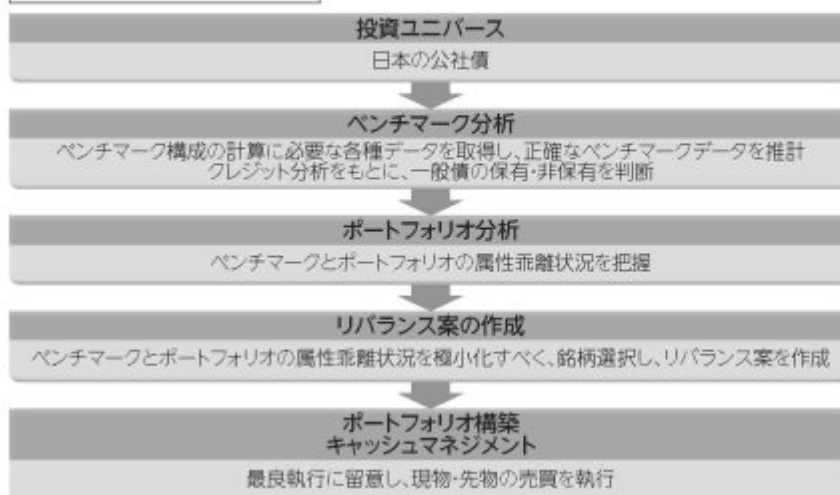 投資ユニバース
日本の公社債
ベンチマーク分析
ベンチマーク構成の計算に必要な各種データを取得し、正確なベンチマークデータを推計
クレジット分析をもとに、一般債の保有・非保有を判断
ポートフォリオ分析
ベンチマークとポートフォリオの属性乖離状況を把握
リバランス案の作成
ベンチマークとポートフォリオの属性乖離状況を極小化すべく、銘柄選択し、リバランス案を作成
ポートフォリオ構築
キャッシュマネジメント
最良執行に留意し、現物・先物の売買を執行